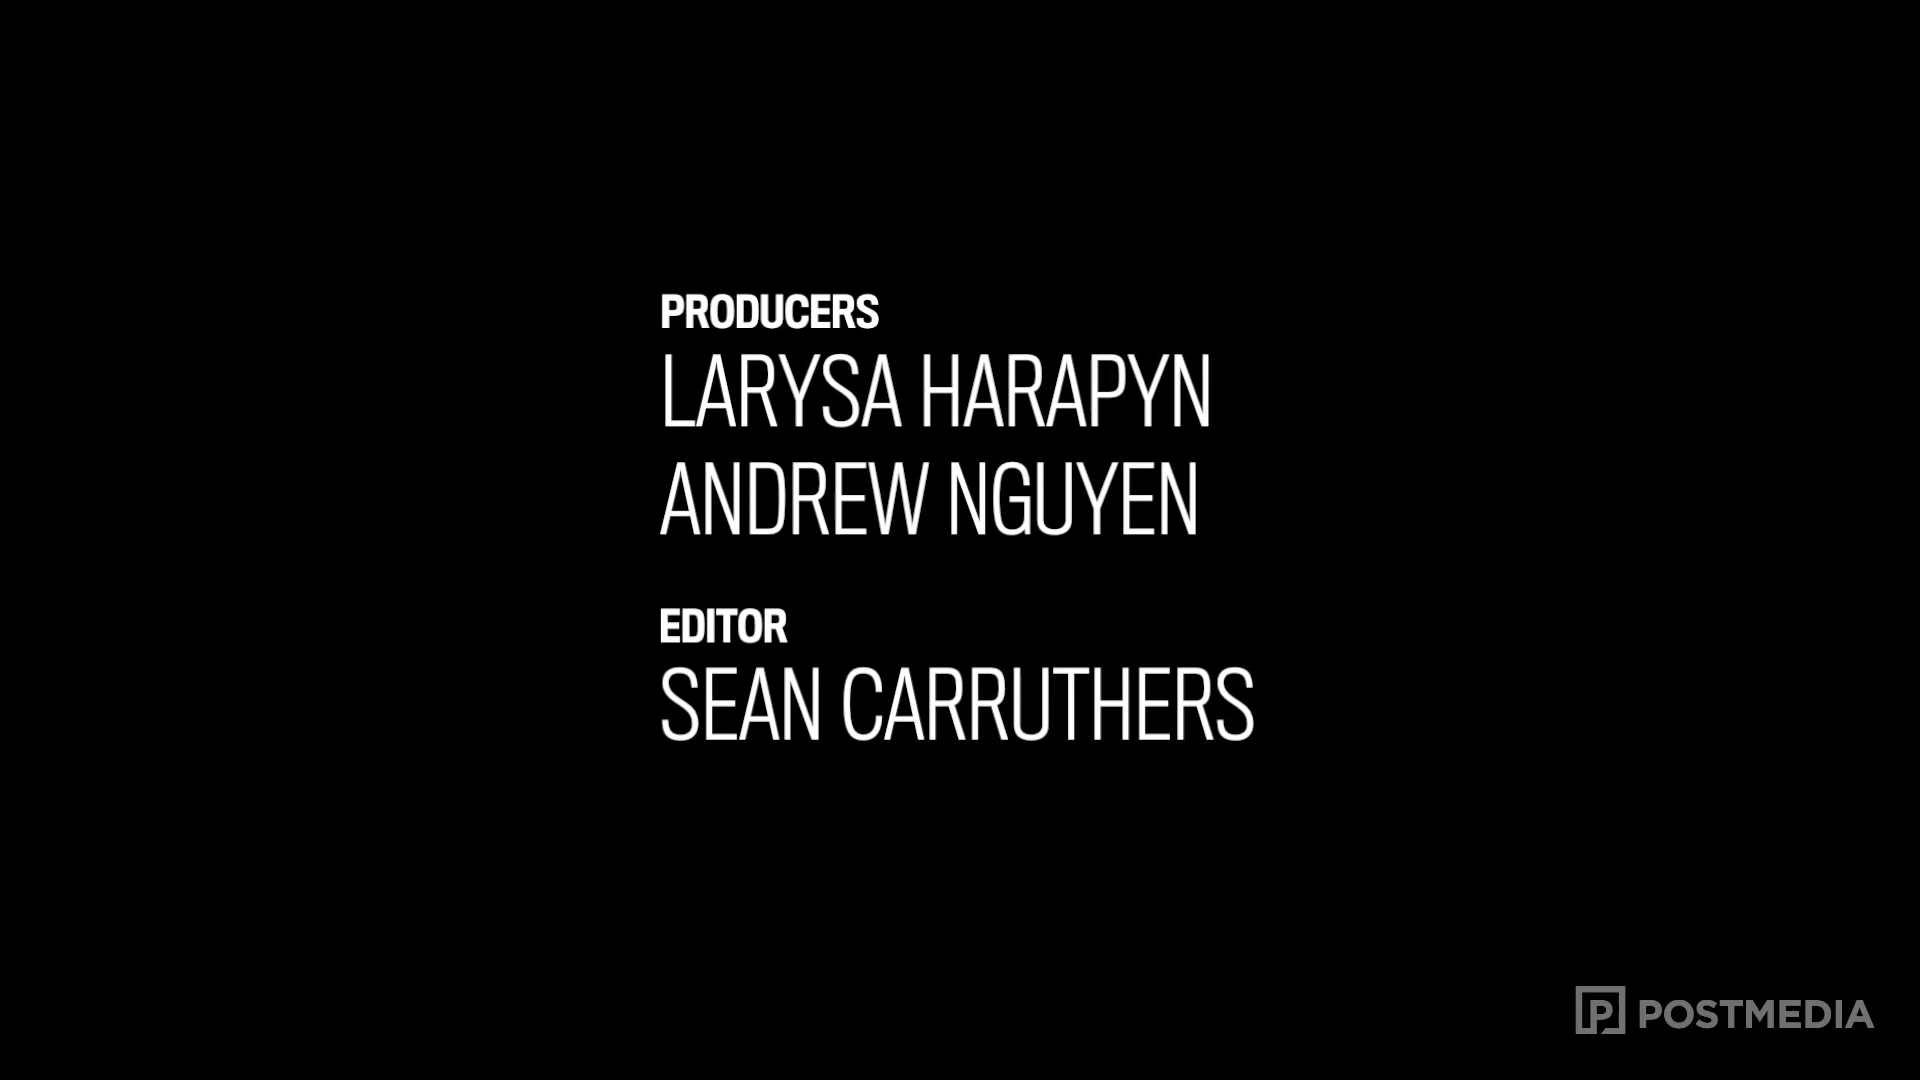 PRODUCERS
LARYSA HARAPYN
ANDREW NGUYEN
EDITOR
SEAN CARRUTHERS
P POSTMEDIA